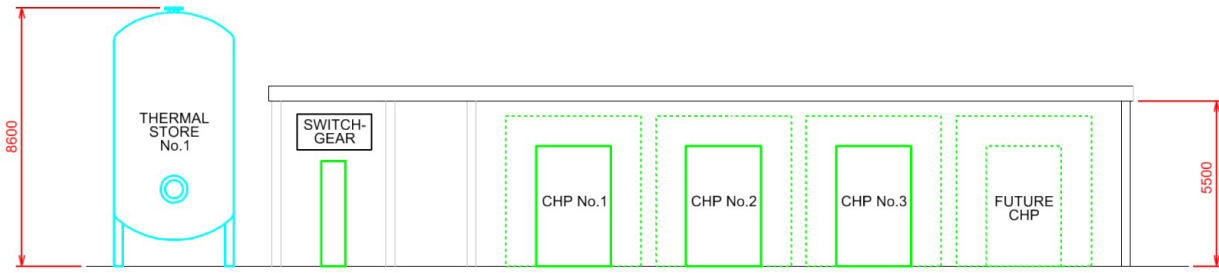 8600
THERMAL
STORE
No.1
SWITCH-
GEAR
CHP No.1
CHP No.2
CHP No.3
FUTURE
CHP
5500